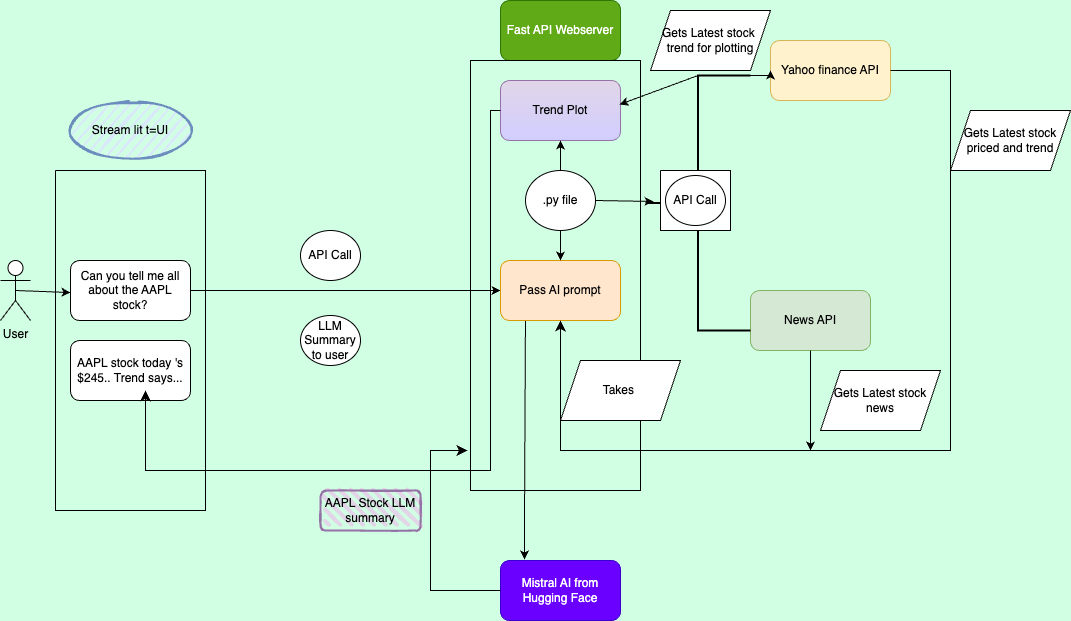 Fast API Webserver
Gets Latest stock
trend for plotting
Yahoo finance API
Trend Plot
Stream lit t=UI
Gets Latest stock
priced and trend
.py file
API Call
API Call
Can you tell me all
about the AAPL
stock?
Pass AI prompt
News API
User
LLM
Summary
to user
AAPL stock today 's
$245.. Trend says...
Takes
Gets Latest stock
news
AAPL Stock LLM
summary
Mistral AI from
Hugging Face